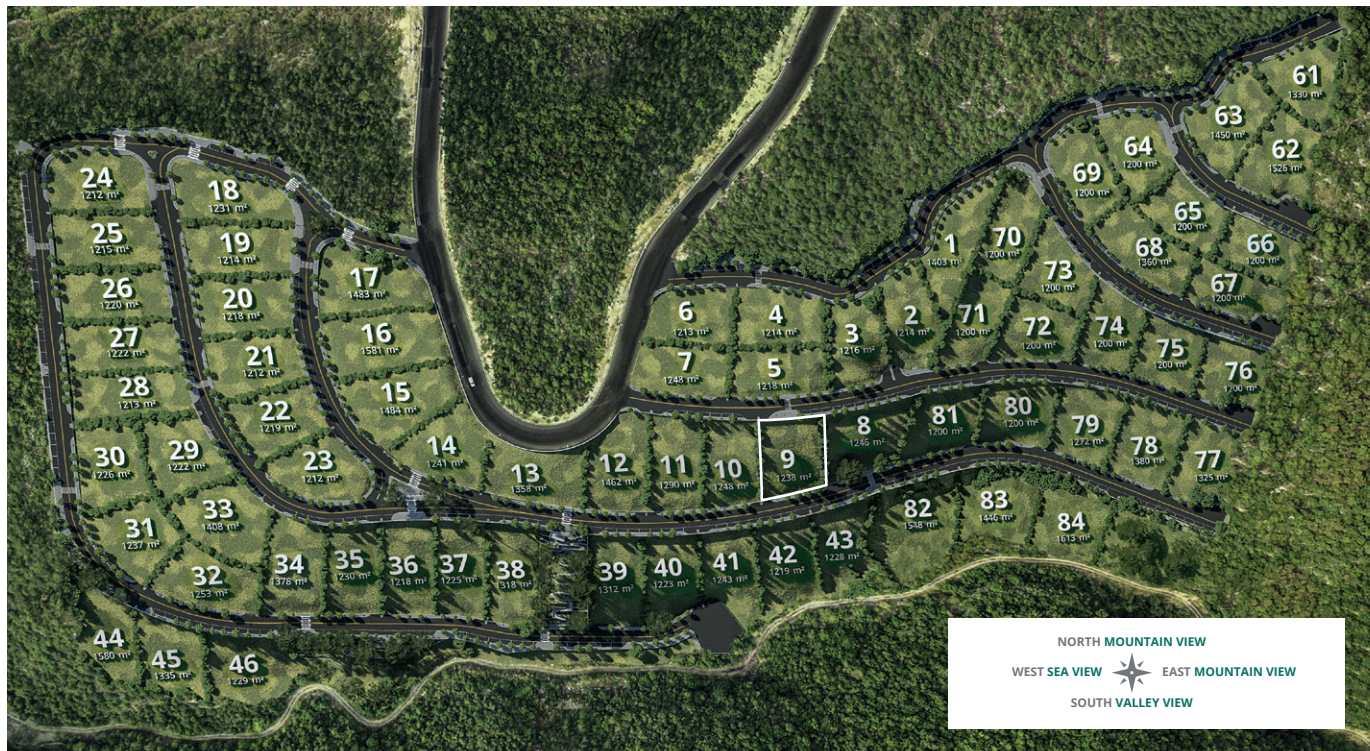 61
1330 m²
63
1450 m²
62
1526 m²
64
1200 m²
69
1200 m²
65
1200 m²
66
1200 m²
68
1360 m²
67
1200 m²
24
1212 m²
18
1231 m²
25
1215 m²
19
1214 m²
26
1220 m²
20
1218 m²
17
1483 m²
27
1222 m²
21
1212 m²
16
1581 m²
28
1213 m²
22
1219 m²
15
1484 m²
30
1226 m²
29
1222 m²
23
1212 m²
14
1241 m²
13
1358 m²
6
1213 m²
4
1214 m²
3
1216 m²
2
1214 m²
1
1403 m²
70
1200 m²
73
1200 m²
71
1200 m²
72
1200 m²
74
1200 m²
75
1200 m²
76
1200 m²
7
1248 m²
5
1218 m²
12
1462 m²
11
1290 m²
10
1248 m²
9
1238 m²
8
1246 m²
81
1200 m²
80
1200 m²
79
1272 m²
78
380 m²
77
1325 m²
31
1237 m²
33
1408 m²
32
1253 m²
34
1378 m²
35
1230 m²
36
1218 m²
37
1225 m²
38
318 m²
39
1312 m²
40
1223 m²
41
1243 m²
42
1219 m²
43
1228 m²
82
1548 m²
83
1446 m²
84
1613 m²
44
1580 m²
45
1335 m²
46
1229 m²
NORTH MOUNTAIN VIEW
WEST SEA VIEW EAST MOUNTAIN VIEW
SOUTH VALLEY VIEW